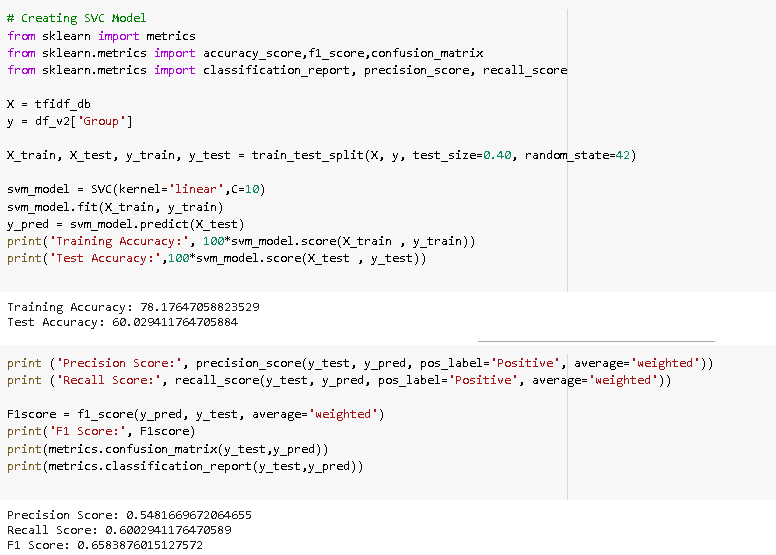 # Creating SVC Model
from sklearn import metrics
from sklearn.metrics import accuracy_score,f1_score,confusion_matrix
from sklearn.metrics import classification_report, precision_score, recall_score
X = tfidf_db
y = df_v2['Group']
X_train, X_test, y_train, y_test = train_test_split(X, y, test_size=0.40, random_state=42)
svm_model = SVC(kernel='linear',C=10)
svm_model.fit(X_train, y_train)
y_pred = svm_model.predict(X_test)
print('Training Accuracy:', 100*svm_model.score(X_train , y_train))
print('Test Accuracy:',100*svm_model.score(X_test , y_test))
Training Accuracy: 78.17647058823529
Test Accuracy: 60.029411764705884
print ('Precision Score:', precision_score(y_test, y_pred, pos_label='Positive', average='weighted'))
print ('Recall Score:', recall_score(y_test, y_pred, pos_label='Positive', average='weighted'))
F1score = f1_score(y_pred, y_test, average='weighted')
print('F1 Score:', F1score)
print(metrics.confusion_matrix(y_test,y_pred))
print(metrics.classification_report(y_test,y_pred))
Precision Score: 0.5481669672064655
Recall Score: 0.6002941176470589
F1 Score: 0.6583876015127572